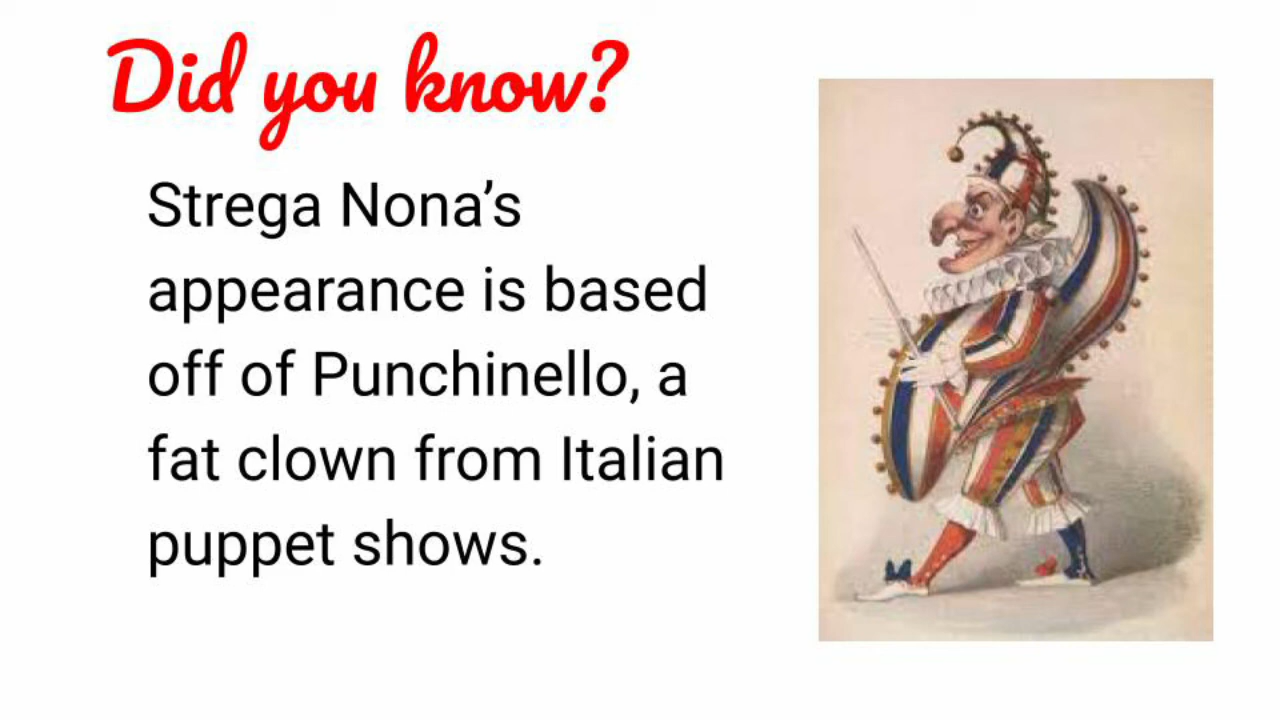 Did you know?
Strega Nona’s
appearance is based
off of Punchinello, a
fat clown from Italian
puppet shows.